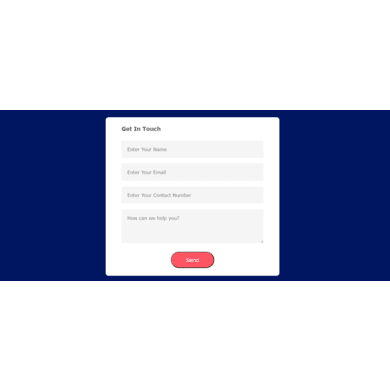 Get In Touch
Enter Your Name
Enter Your Email
Enter Your Contact Number
How can we help you?
Send